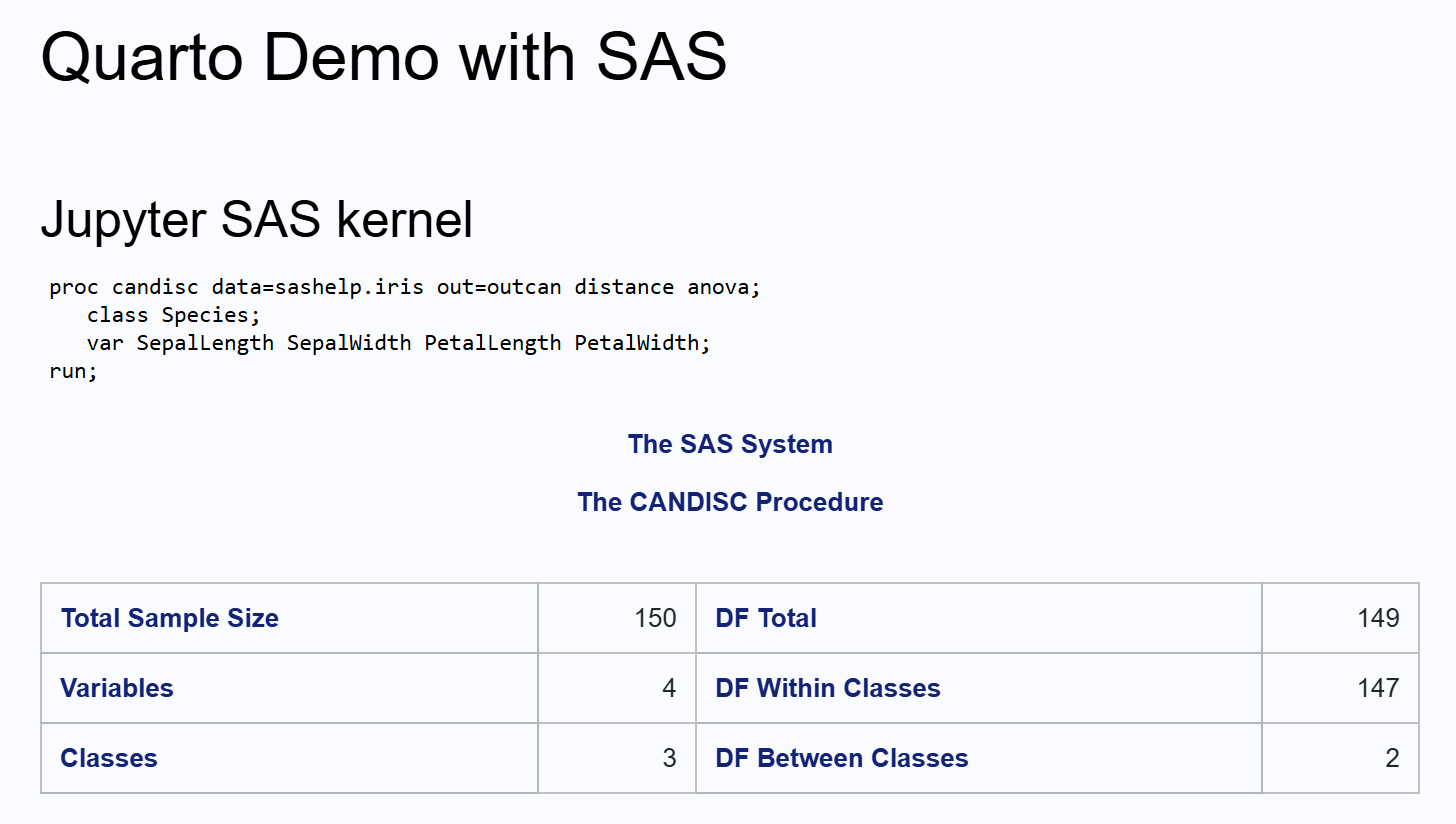 Quarto Demo with SAS
Jupyter SAS kernel
proc candisc data=sashelp.iris out=outcan distance anova;
   class Species;
   var SepalLength SepalWidth PetalLength PetalWidth;
run;
The SAS System
The CANDISC Procedure
Total Sample Size 150 DF Total 149
Variables 4 DF Within Classes 147
Classes 3 DF Between Classes 2